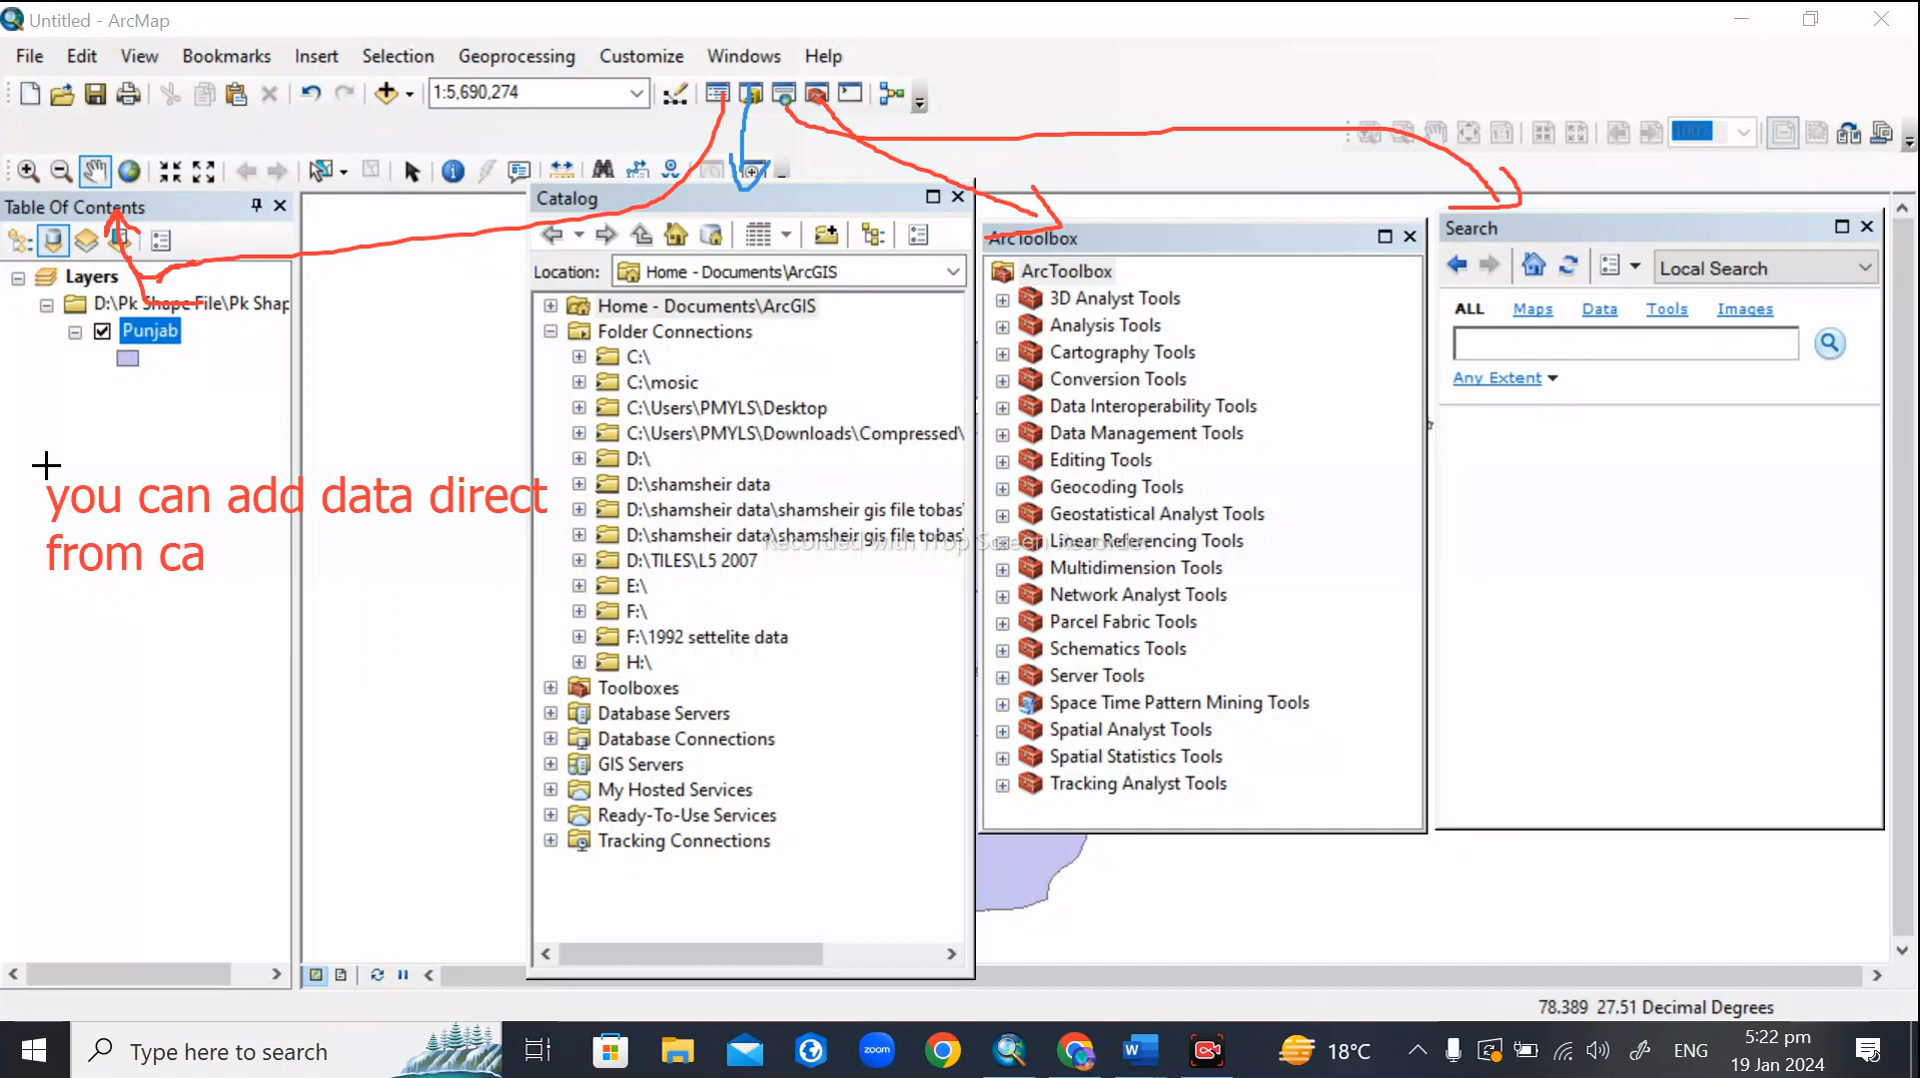 Untitled - ArcMap
File Edit View Bookmarks Insert Selection Geoprocessing Customize Windows Help
1:5,690,274
100%
Table Of Contents
Layers
D:\Pk Shape File\Pk Shap
Punjab
you can add data direct
from ca
Catalog
Location: Home - Documents\ArcGIS
Home - Documents\ArcGIS
Folder Connections
C:\
C:\mosic
C:\Users\PMYLS\Desktop
C:\Users\PMYLS\Downloads\Compressed\
D:\
D:\shamsheir data
D:\shamsheir data\shamsheir gis file tobas
D:\shamsheir data\shamsheir gis file tobas
D:\TILES\L5 2007
E:\
F:\
F:\1992 settelite data
H:\
Toolboxes
Database Servers
Database Connections
GIS Servers
My Hosted Services
Ready-To-Use Services
Tracking Connections
ArcToolbox
ArcToolbox
3D Analyst Tools
Analysis Tools
Cartography Tools
Conversion Tools
Data Interoperability Tools
Data Management Tools
Editing Tools
Geocoding Tools
Geostatistical Analyst Tools
Linear Referencing Tools
Multidimension Tools
Network Analyst Tools
Parcel Fabric Tools
Schematics Tools
Server Tools
Space Time Pattern Mining Tools
Spatial Analyst Tools
Spatial Statistics Tools
Tracking Analyst Tools
Recorded with iTop Screen Recorder
Search
Local Search
ALL Maps Data Tools Images
Any Extent
78.389 27.51 Decimal Degrees
Type here to search
zoom
18°C
ENG
5:22 pm
19 Jan 2024